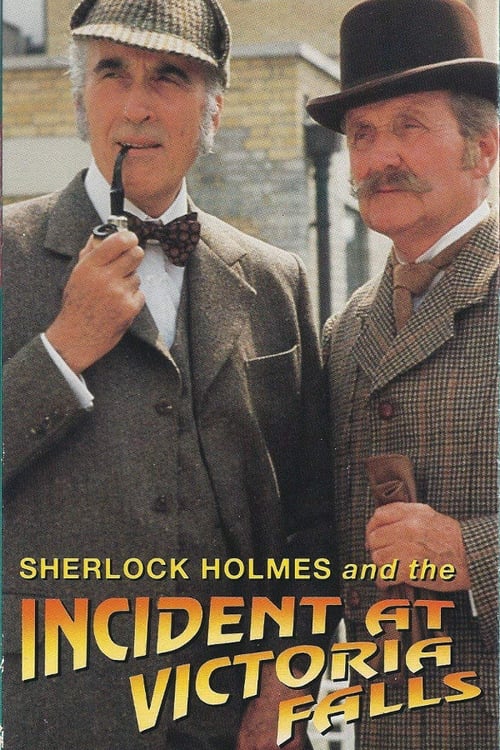 SHERLOCK HOLMES and the
INCIDENT AT
VICTORIA
FALLS